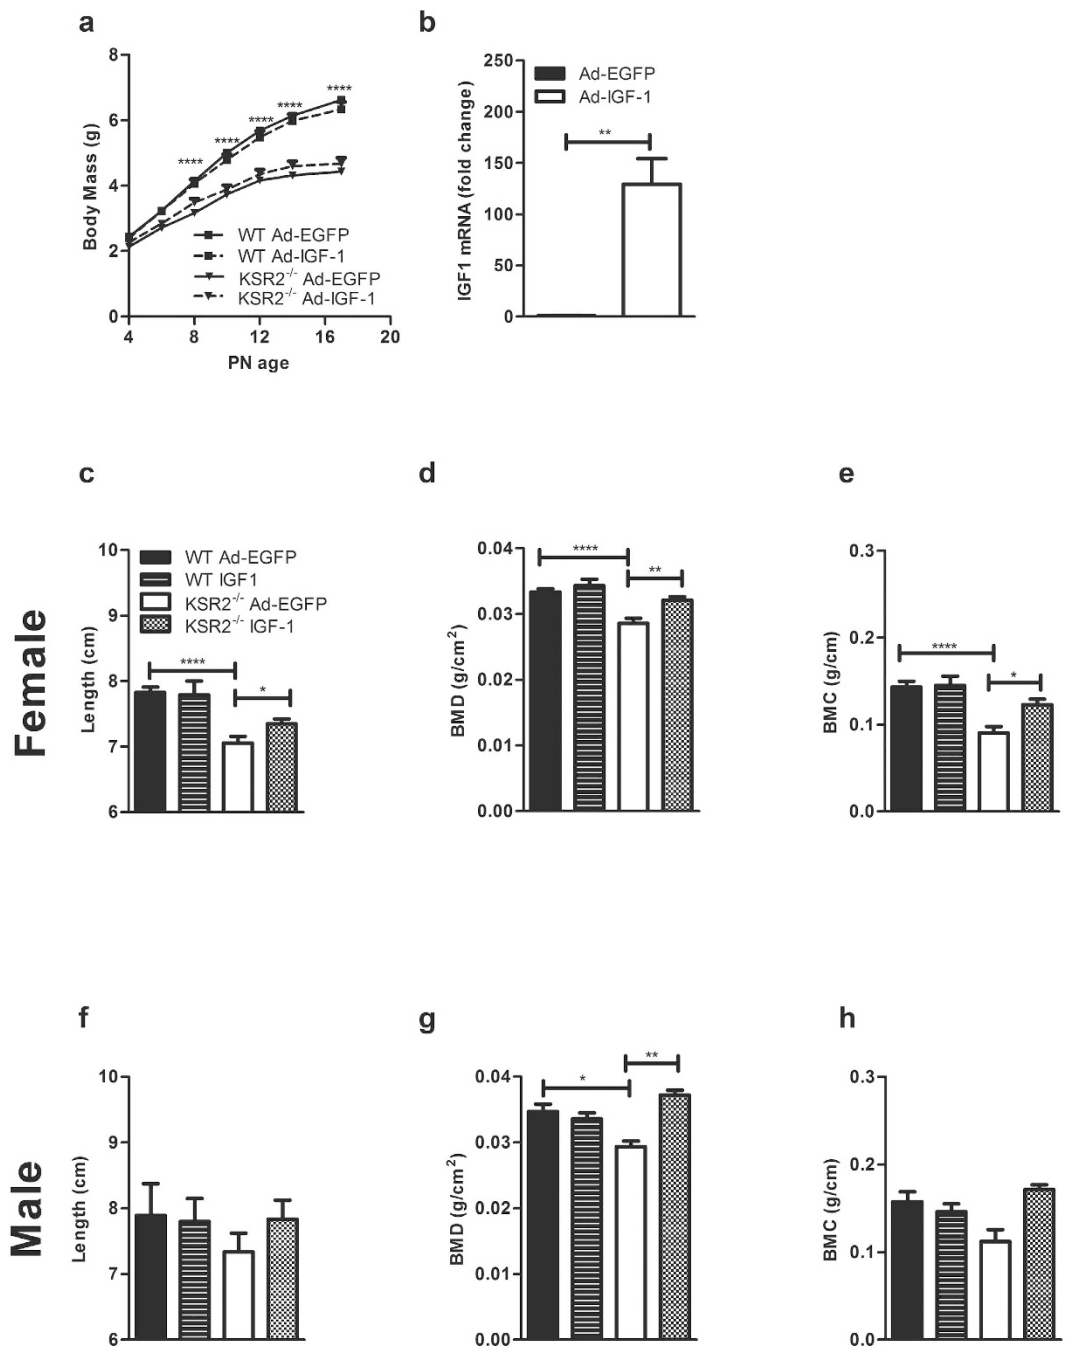 a
8
6
4
2
0
4
8
12
16
20
Body Mass (g)
PN age
****
****
****
****
****
WT Ad-EGFP
WT Ad-IGF-1
KSR2-/- Ad-EGFP
KSR2-/- Ad-IGF-1
b
250
200
150
100
50
0
IGF1 mRNA (fold change)
Ad-EGFP
Ad-IGF-1
**
Female
c
10
9
8
7
6
Length (cm)
WT Ad-EGFP
WT IGF1
KSR2-/- Ad-EGFP
KSR2-/- IGF-1
****
*
d
0.04
0.03
0.02
0.01
0.00
BMD (g/cm2)
****
**
e
0.3
0.2
0.1
0.0
BMC (g/cm)
****
*
Male
f
10
9
8
7
6
Length (cm)
g
0.04
0.03
0.02
0.01
0.00
BMD (g/cm2)
*
**
h
0.3
0.2
0.1
0.0
BMC (g/cm)